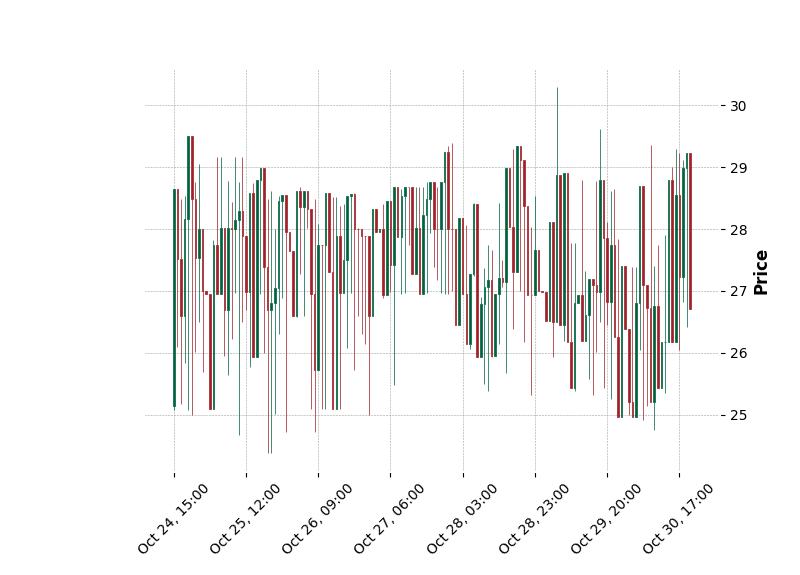 30
29
28
27
26
25
Price
Oct 24, 15:00
Oct 25, 12:00
Oct 26, 09:00
Oct 27, 06:00
Oct 28, 03:00
Oct 28, 23:00
Oct 29, 20:00
Oct 30, 17:00